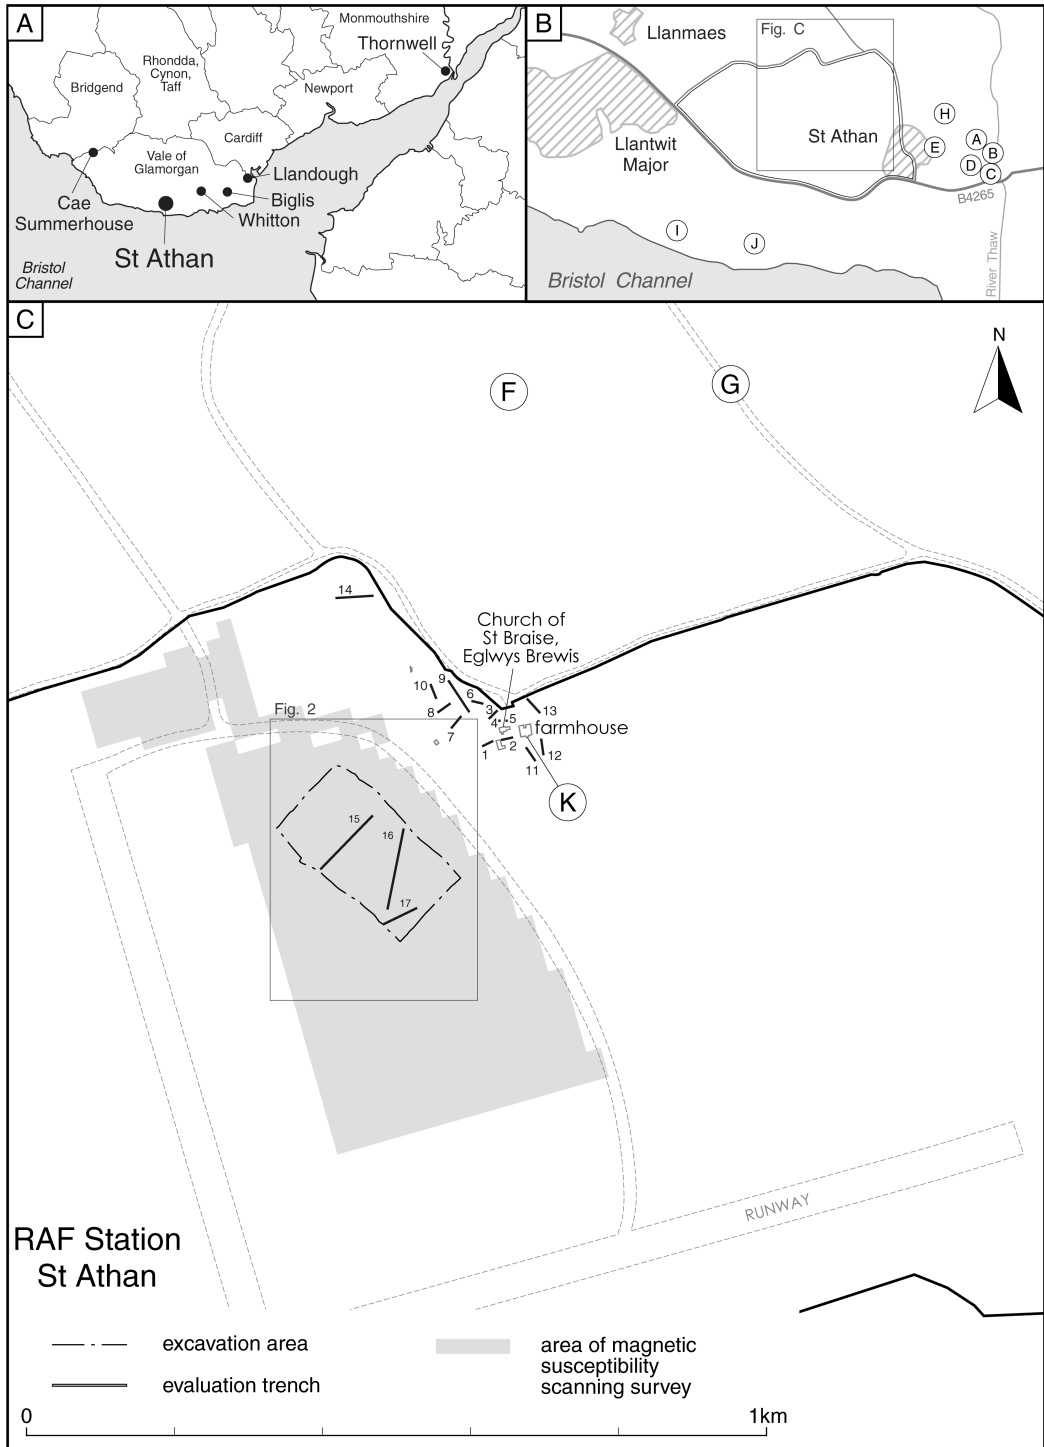 A
Monmouthshire
Thornwell
Rhondda,
Cynon,
Taff
Bridgend
Newport
Cardiff
Vale of
Glamorgan
Llandough
Cae
Summerhouse
Biglis
Whitton
St Athan
Bristol
Channel
B
Llanmaes
Fig. C
H
St Athan
E
A
B
D
C
Llantwit
Major
B4265
I
J
River Thaw
Bristol Channel
C
N
F
G
14
Church of
St Braise,
Eglwys Brewis
9
10
6
3
8
13
4
5
7
farmhouse
1
2
12
11
Fig. 2
K
15
16
17
RUNWAY
RAF Station
St Athan
excavation area
evaluation trench
area of magnetic
susceptibility
scanning survey
0
1km